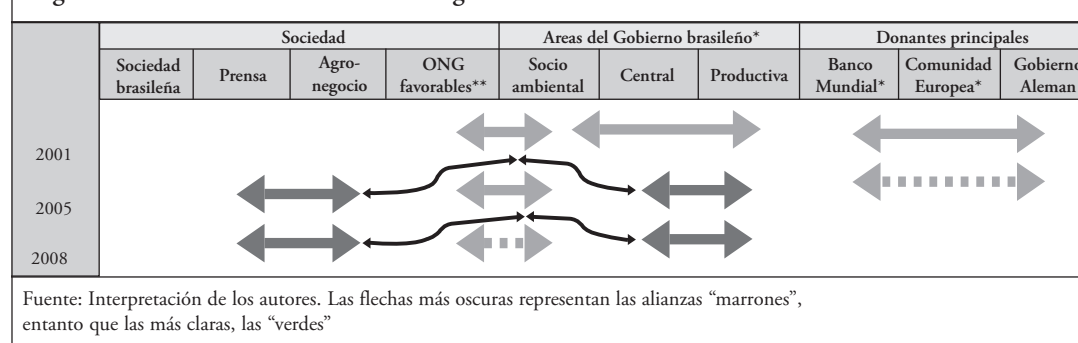 Sociedad Areas del Gobierno brasileño* Donantes principales
Sociedad brasileña Prensa Agro-negocio ONG favorables** Socio ambiental Central Productiva Banco Mundial* Comunidad Europea* Gobierno Aleman
2001
2005
2008
Fuente: Interpretación de los autores. Las flechas más oscuras representan las alianzas “marrones”,
entanto que las más claras, las “verdes”